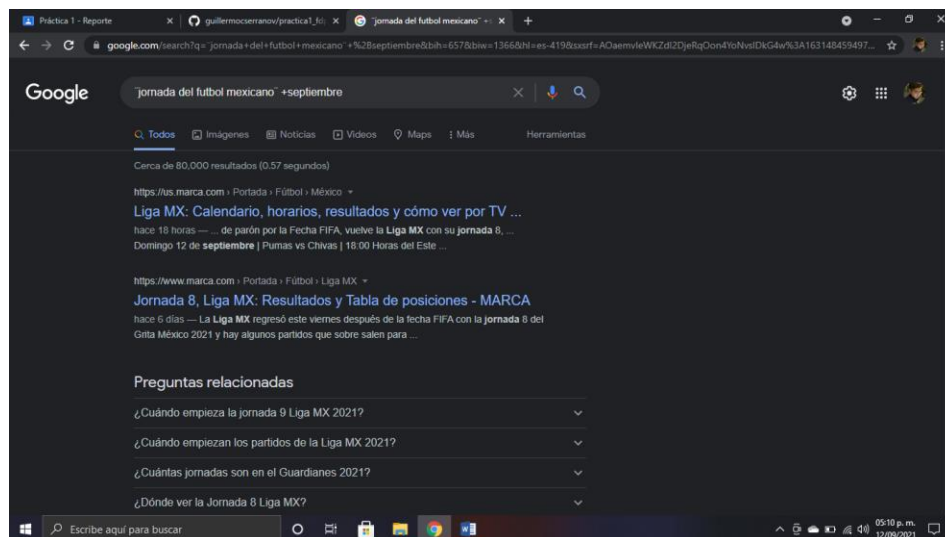 Práctica 1 - Reporte
guillermocserranov/practica1_fd
¨jornada del futbol mexicano¨ +s
google.com/search?q=¨jornada+del+futbol+mexicano¨+%2Bseptiembre&bih=657&biw=1366&hl=es-419&sxsrf=AOaemvIeWKZdl2DjeRqOon4YoNvsIDkG4w%3A163148459497...
Google
¨jornada del futbol mexicano¨ +septiembre
Todos Imágenes Noticias Videos Maps Más Herramientas
Cerca de 80,000 resultados (0.57 segundos)
https://us.marca.com › Portada › Fútbol › México
Liga MX: Calendario, horarios, resultados y cómo ver por TV ...
hace 18 horas — ... de parón por la Fecha FIFA, vuelve la Liga MX con su jornada 8, ...
Domingo 12 de septiembre | Pumas vs Chivas | 18:00 Horas del Este ...
https://www.marca.com › Portada › Fútbol › Liga MX
Jornada 8, Liga MX: Resultados y Tabla de posiciones - MARCA
hace 6 días — La Liga MX regresó este viernes después de la fecha FIFA con la jornada 8 del
Grita México 2021 y hay algunos partidos que sobre salen para ...
Preguntas relacionadas
¿Cuándo empieza la jornada 9 Liga MX 2021?
¿Cuándo empiezan los partidos de la Liga MX 2021?
¿Cuántas jornadas son en el Guardianes 2021?
¿Dónde ver la Jornada 8 Liga MX?
Escribe aquí para buscar
05:10 p. m.
12/09/2021